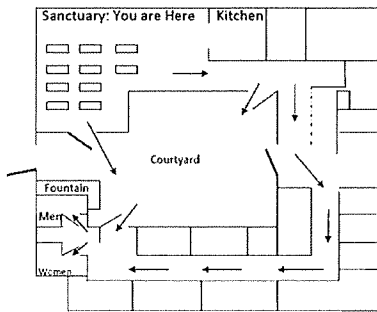 Sanctuary: You are Here
Kitchen
Courtyard
Fountain
Men
Women